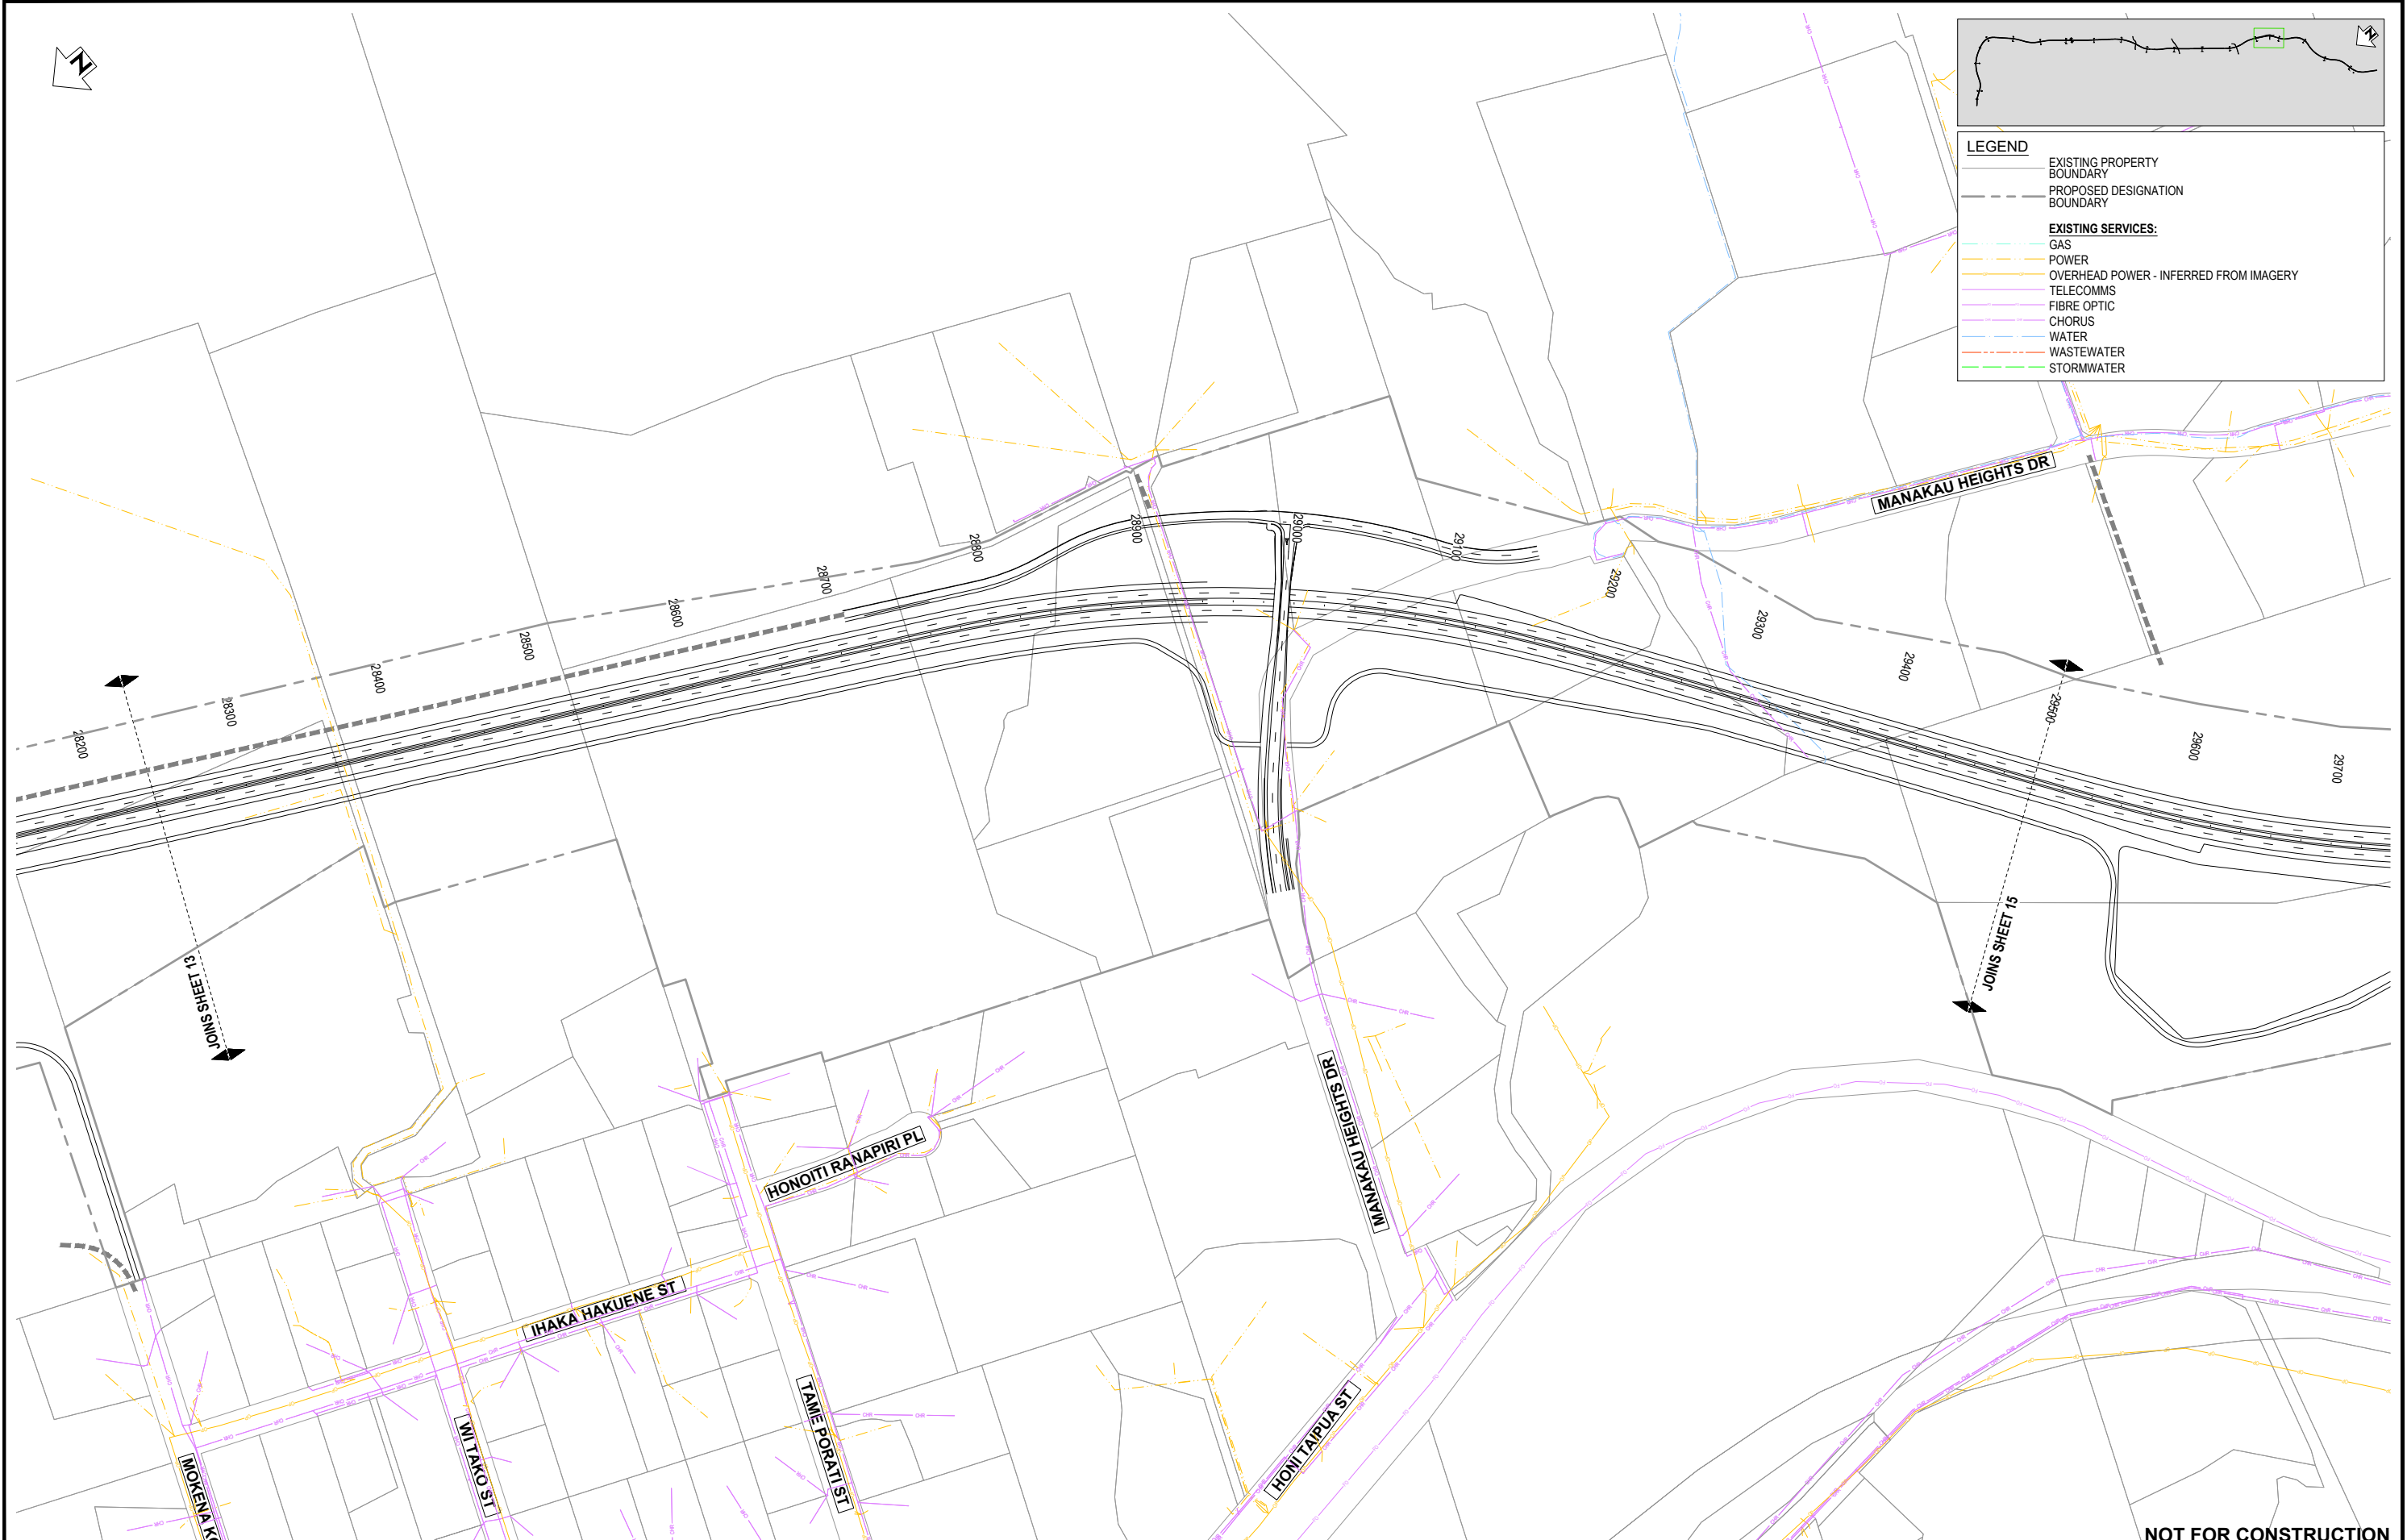 N
N
LEGEND
EXISTING PROPERTY
BOUNDARY
PROPOSED DESIGNATION
BOUNDARY
EXISTING SERVICES:
GAS
POWER
OVERHEAD POWER - INFERRED FROM IMAGERY
TELECOMMS
FIBRE OPTIC
CHORUS
WATER
WASTEWATER
STORMWATER
MANAKAU HEIGHTS DR
28200
28300
28400
28500
28600
28700
28800
28900
29000
29100
29200
29300
29400
29500
29600
29700
JOINS SHEET 13
JOINS SHEET 15
MANAKAU HEIGHTS DR
HONOITI RANAPIRI PL
IHAKA HAKUENE ST
TAME PORATI ST
WI TAKO ST
HONI TAIPUA ST
MOKENA
NOT FOR CONSTRUCTION